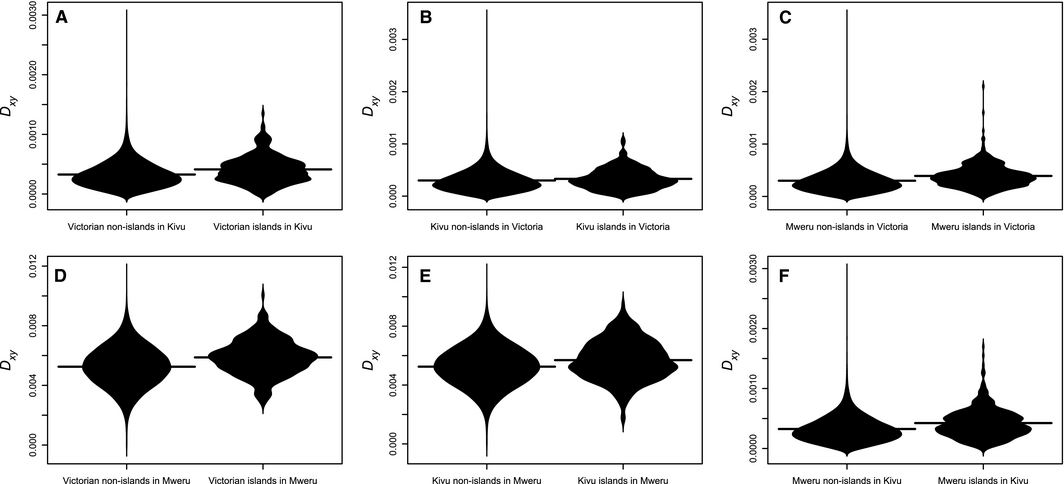 A
D_xy
0.0000
0.0010
0.0020
0.0030
Victorian non-islands in Kivu
Victorian islands in Kivu
B
D_xy
0.000
0.001
0.002
0.003
Kivu non-islands in Victoria
Kivu islands in Victoria
C
D_xy
0.000
0.001
0.002
0.003
Mweru non-islands in Victoria
Mweru islands in Victoria
D
D_xy
0.000
0.004
0.008
0.012
Victorian non-islands in Mweru
Victorian islands in Mweru
E
D_xy
0.000
0.004
0.008
0.012
Kivu non-islands in Mweru
Kivu islands in Mweru
F
D_xy
0.0000
0.0010
0.0020
0.0030
Mweru non-islands in Kivu
Mweru islands in Kivu